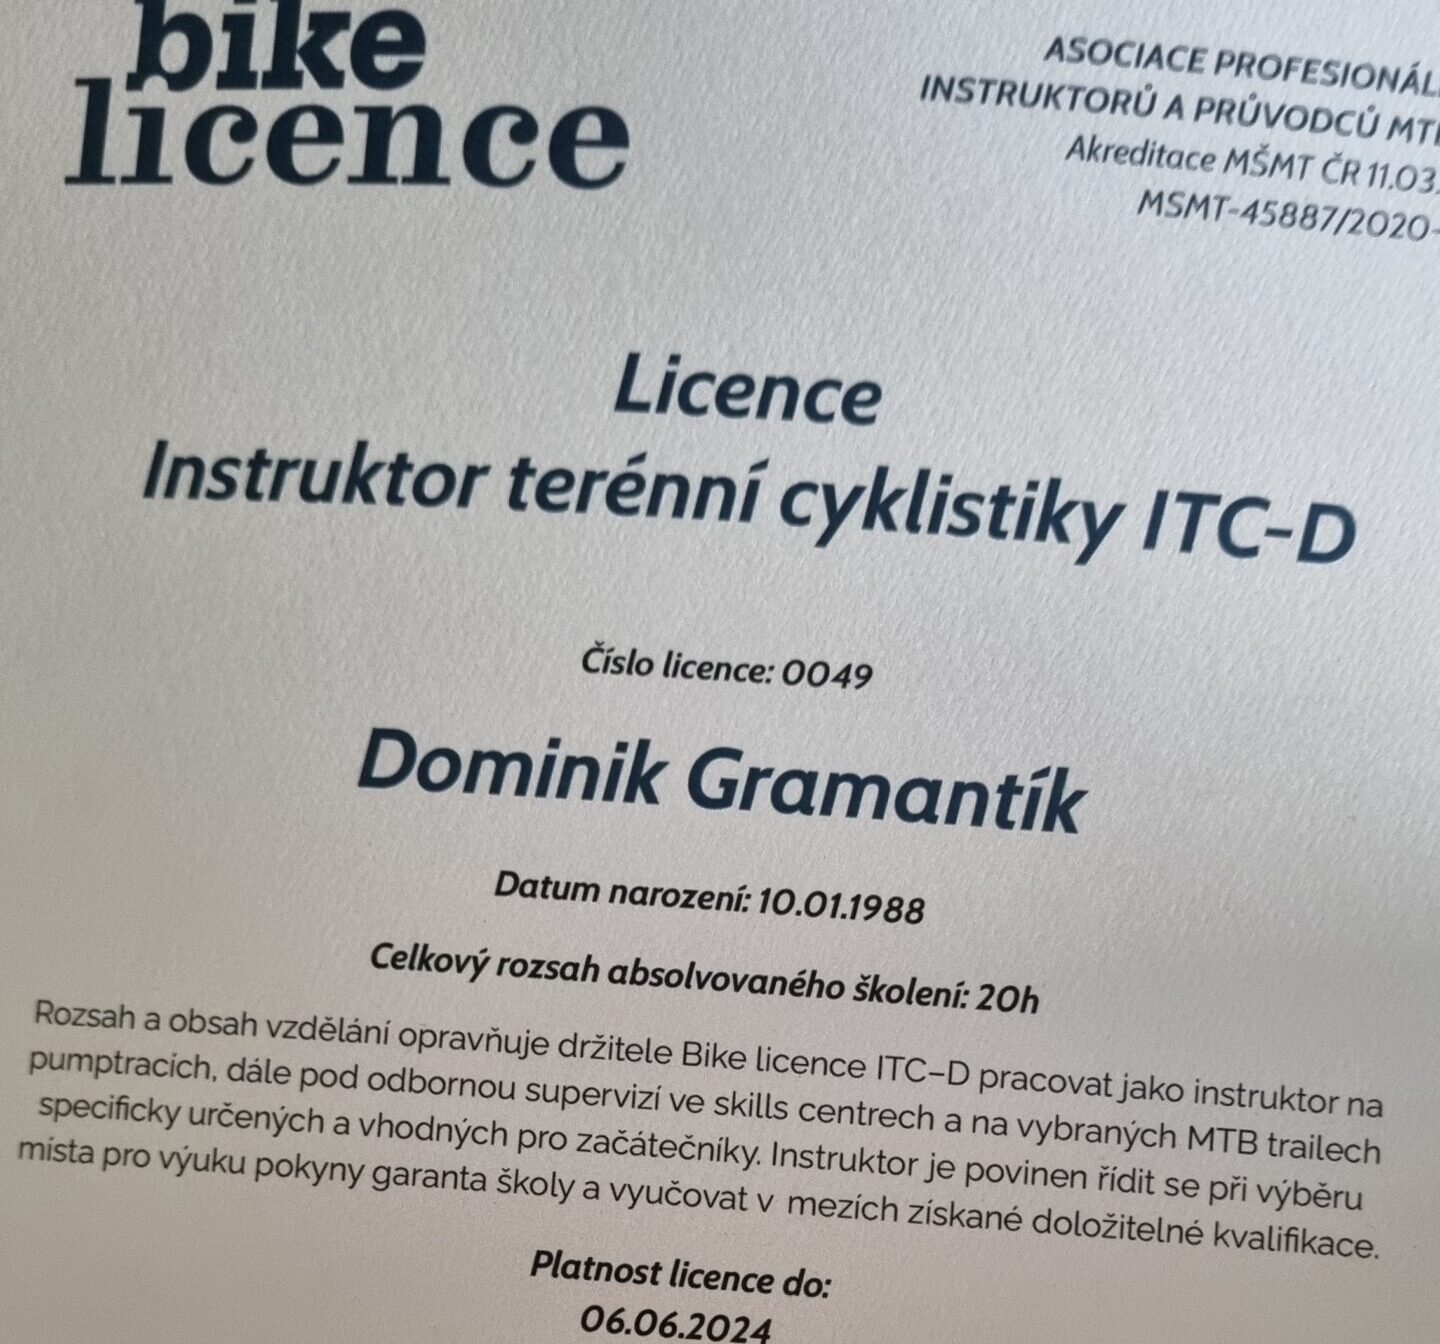 bike
licence
ASOCIACE PROFESIONÁL
INSTRUKTORŮ A PRŮVODCŮ MTB
Akreditace MŠMT ČR 11.03.
MSMT-45887/2020-
Licence
Instruktor terénní cyklistiky ITC-D
Číslo licence: 0049
Dominik Gramantík
Datum narození: 10.01.1988
Celkový rozsah absolvovaného školení: 20h
Rozsah a obsah vzdělání opravňuje držitele Bike licence ITC-D pracovat jako instruktor na
pumptracích, dále pod odbornou supervizí ve skills centrech a na vybraných MTB trailech
specificky určených a vhodných pro začátečníky. Instruktor je povinen řídit se při výběru
místa pro výuku pokyny garanta školy a vyučovat v mezích získané doložitelné kvalifikace.
Platnost licence do:
06.06.2024